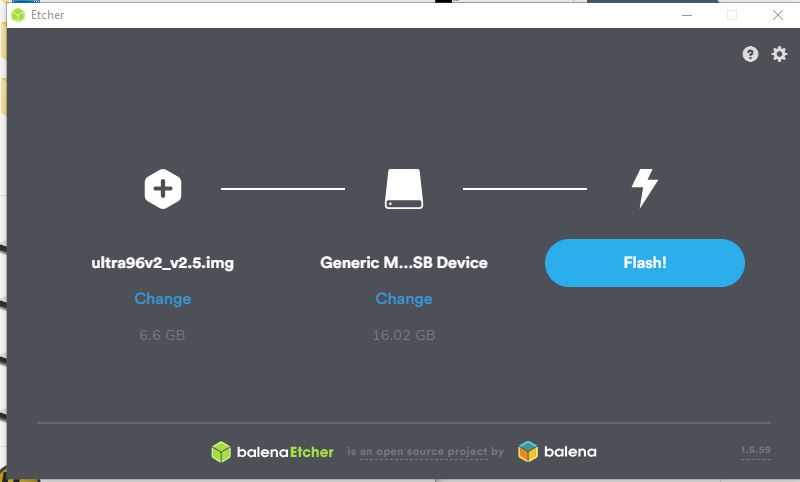 Etcher
ultra96v2_v2.5.img
Generic M...SB Device
Flash!
Change
Change
6.6 GB
16.02 GB
balenaEtcher is an open source project by balena
1.5.59